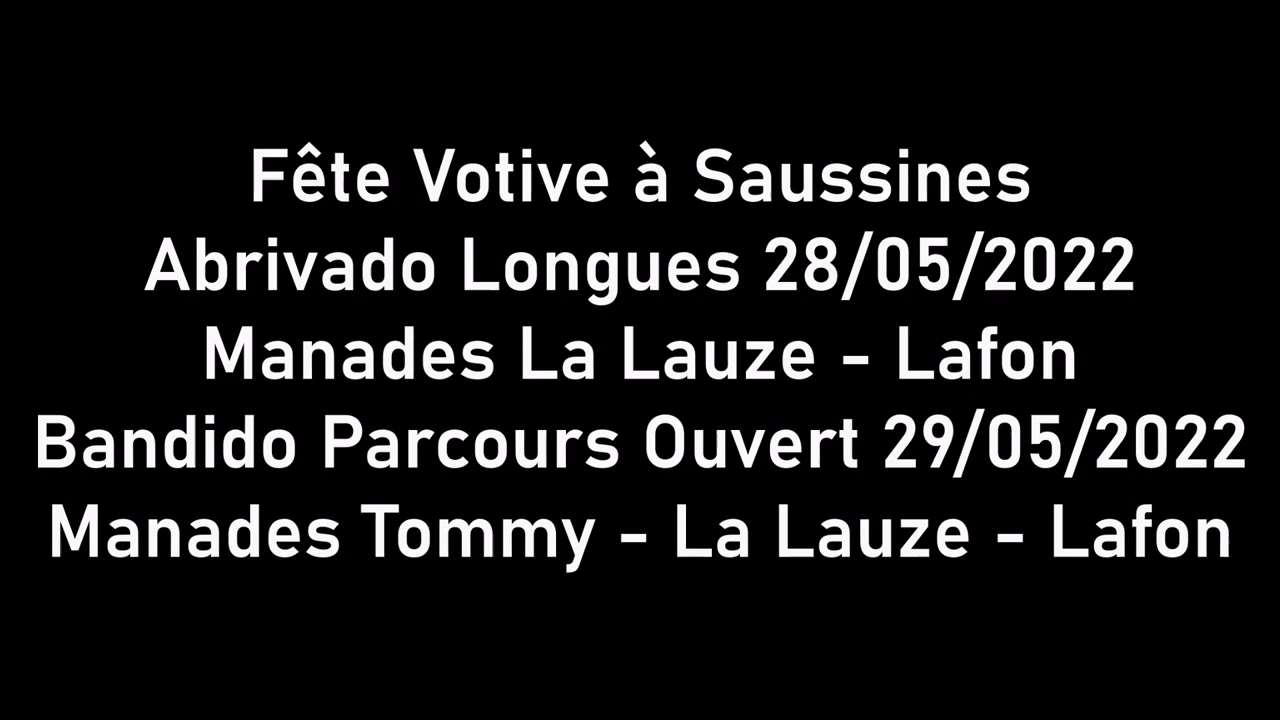 Fête Votive à Saussines
Abrivado Longues 28/05/2022
Manades La Lauze - Lafon
Bandido Parcours Ouvert 29/05/2022
Manades Tommy - La Lauze - Lafon